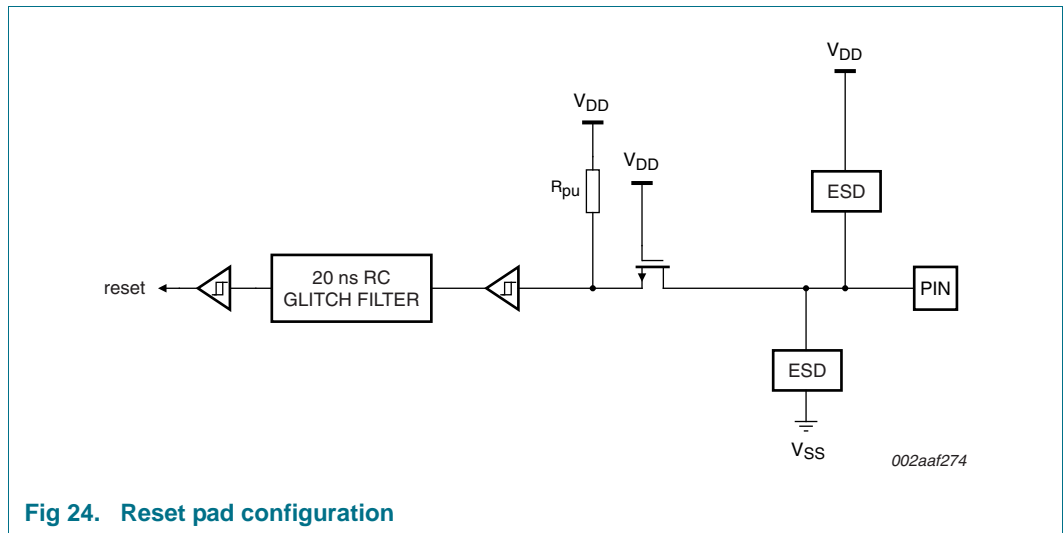 VDD
VDD
VDD
Rpu
ESD
reset
20 ns RC
GLITCH FILTER
PIN
ESD
VSS
002aaf274
Fig 24. Reset pad configuration